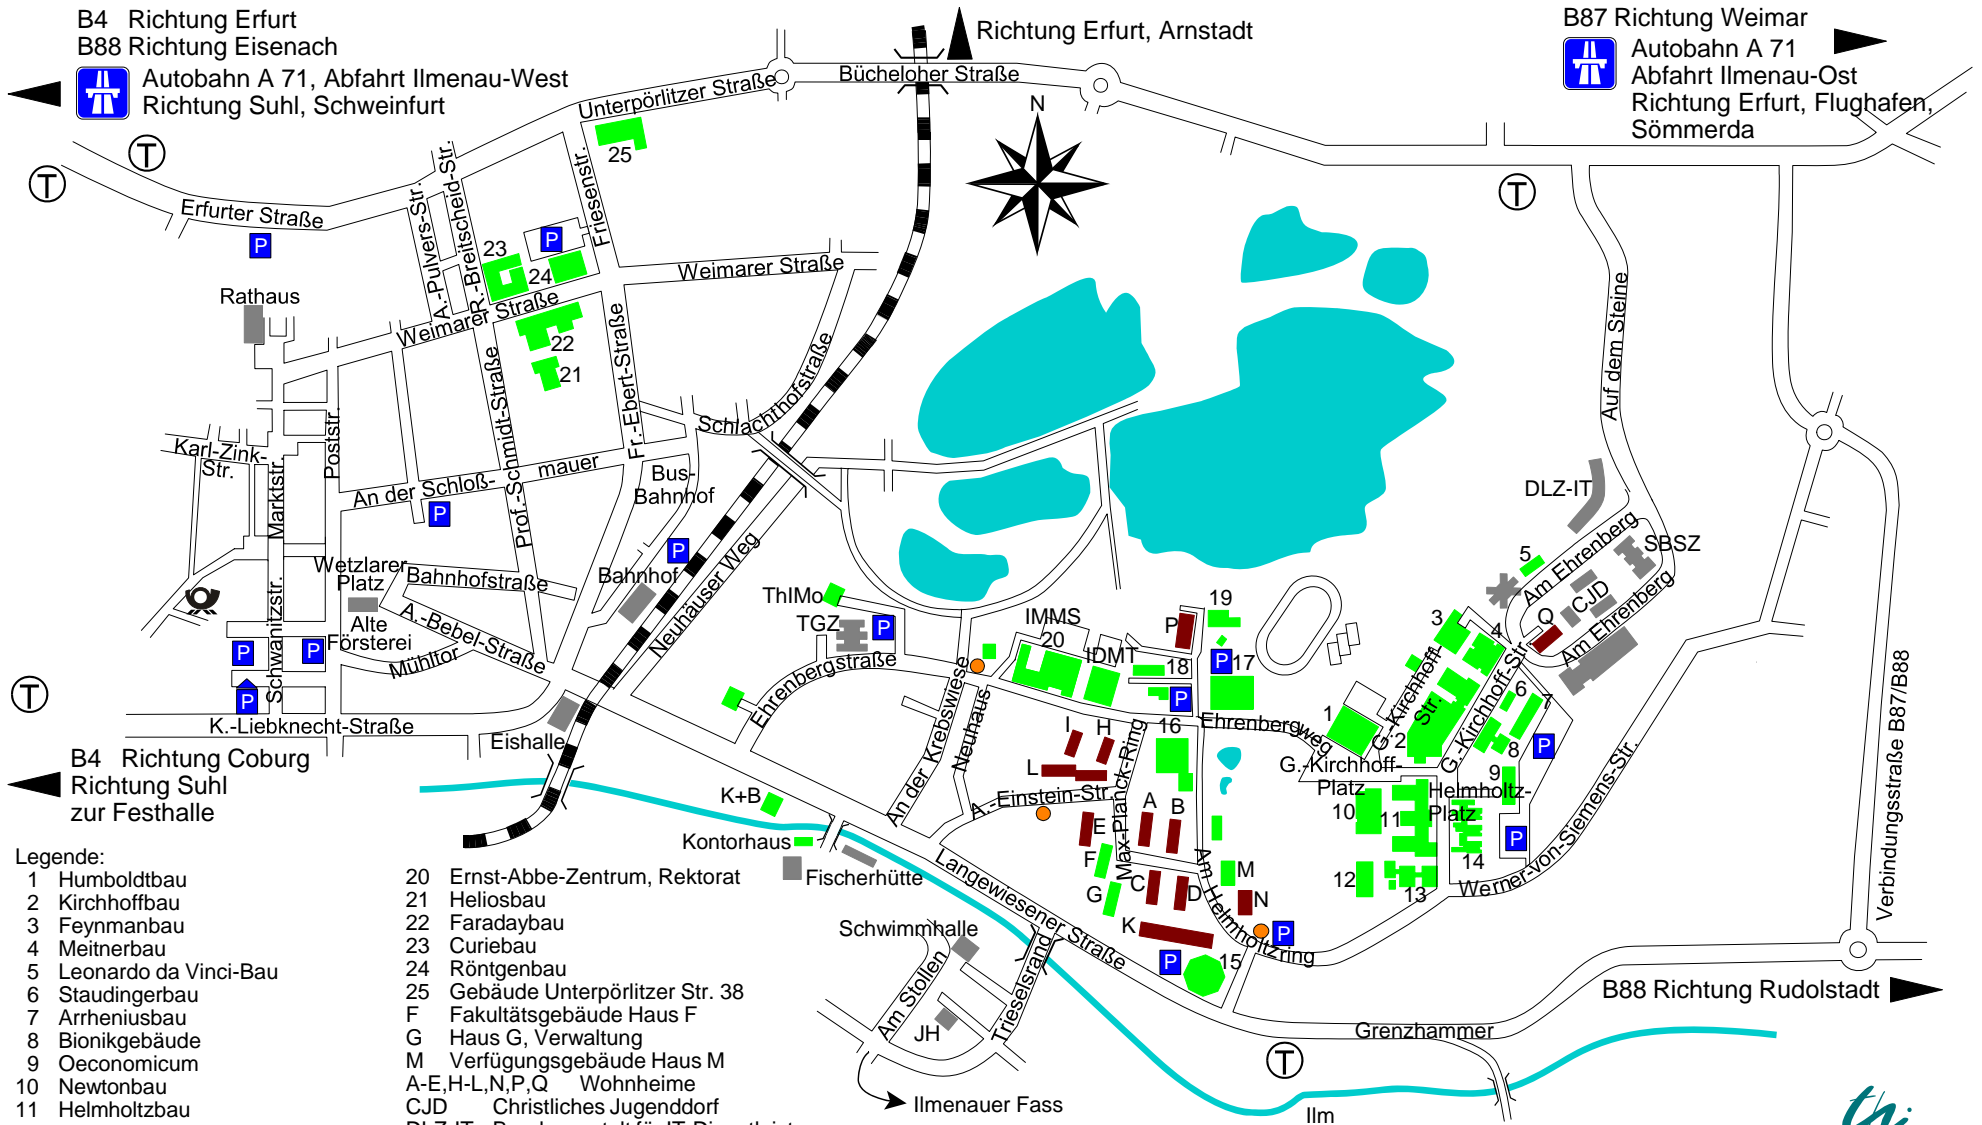 B4 Richtung Erfurt
B88 Richtung Eisenach
Autobahn A 71, Abfahrt Ilmenau-West
Richtung Suhl, Schweinfurt
Richtung Erfurt, Arnstadt
B87 Richtung Weimar
Autobahn A 71
Abfahrt Ilmenau-Ost
Richtung Erfurt, Flughafen,
Sömmerda
Bücheloher Straße
Unterpörlitzer Straße
N
25
T
T
T
Erfurter Straße
P
A.-Pulvers-Str.
R.-Breitscheid-Str.
Friesenstr.
P
23
24
Weimarer Straße
Weimarer Straße
Rathaus
22
21
Prof.-Schmidt-Straße
Fr.-Ebert-Straße
Schlachthofstraße
Auf dem Steine
Karl-Zink-
Str.
Marktstr.
Poststr.
An der Schloß-
mauer
P
Bus-
Bahnhof
P
Bahnhof
Neuhäuser Weg
DLZ-IT
SBSZ
Am Ehrenberg
5
CJD
Q
Am Ehrenberg
Am Ehrenberg
Wetzlarer
Platz
Bahnhofstraße
Alte
Försterei
A.-Bebel-Straße
Mühltor
Schwanitzstr.
P
P
P
T
K.-Liebknecht-Straße
Eishalle
ThIMo
TGZ
P
Ehrenbergstraße
An der Krebswiese
Neuhaus
IMMS
20
IDMT
P
18
19
P
17
P
16
Ehrenbergweg
1
G.-Kirchhoff-
Str.
2
3
4
G.-Kirchhoff-Str.
6
7
8
P
G.-Kirchhoff-
Platz
Helmholtz-
Platz
9
10
11
12
13
14
P
Werner-von-Siemens-Str.
Verbindungsstraße B87/B88
I
H
L
A.-Einstein-Str.
Max-Planck-Ring
A
B
E
F
G
C
D
K
M
N
Am Helmholtzring
P
P
15
B4 Richtung Coburg
Richtung Suhl
zur Festhalle
K+B
Kontorhaus
Fischerhütte
Langewiesener Straße
Schwimmhalle
Am Stollen
JH
Trieselsrand
Grenzhammer
T
Ilm
Ilmenauer Fass
B88 Richtung Rudolstadt
Legende:
1 Humboldtbau
2 Kirchhoffbau
3 Feynmanbau
4 Meitnerbau
5 Leonardo da Vinci-Bau
6 Staudingerbau
7 Arrheniusbau
8 Bionikgebäude
9 Oeconomicum
10 Newtonbau
11 Helmholtzbau
20 Ernst-Abbe-Zentrum, Rektorat
21 Heliosbau
22 Faradaybau
23 Curiebau
24 Röntgenbau
25 Gebäude Unterpörlitzer Str. 38
F Fakultätsgebäude Haus F
G Haus G, Verwaltung
M Verfügungsgebäude Haus M
A-E,H-L,N,P,Q Wohnheime
CJD Christliches Jugenddorf